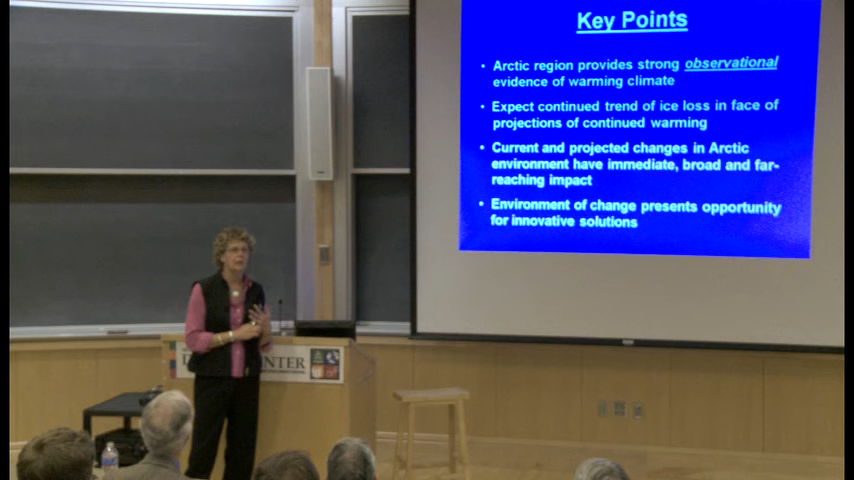 Key Points
• Arctic region provides strong observational
evidence of warming climate
• Expect continued trend of ice loss in face of
projections of continued warming
• Current and projected changes in Arctic
environment have immediate, broad and far-
reaching impact
• Environment of change presents opportunity
for innovative solutions